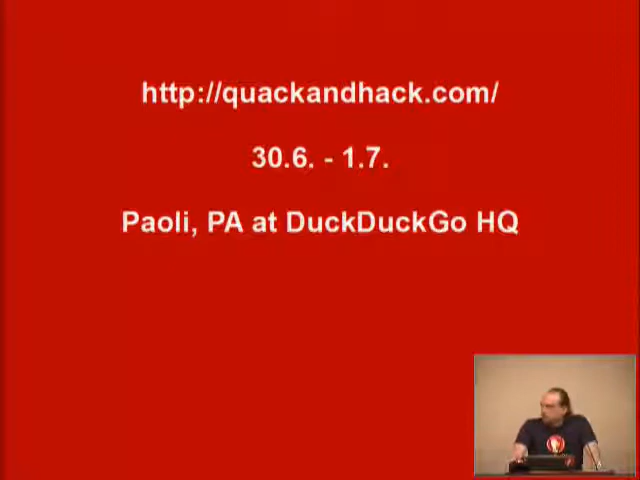 http://quackandhack.com/
30.6. - 1.7.
Paoli, PA at DuckDuckGo HQ